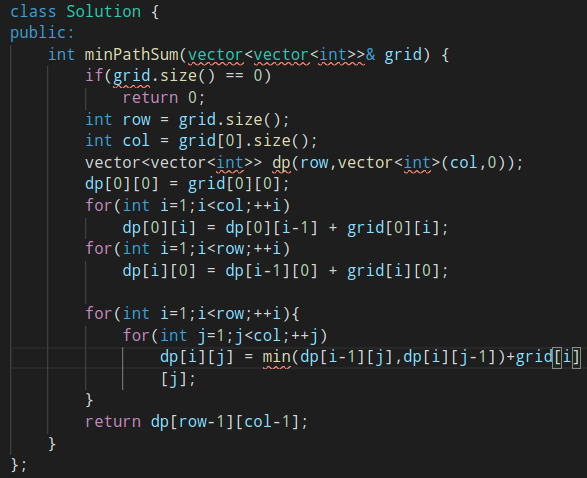 class Solution {
public:
    int minPathSum(vector<vector<int>>& grid) {
        if(grid.size() == 0)
            return 0;
        int row = grid.size();
        int col = grid[0].size();
        vector<vector<int>> dp(row,vector<int>(col,0));
        dp[0][0] = grid[0][0];
        for(int i=1;i<col;++i)
            dp[0][i] = dp[0][i-1] + grid[0][i];
        for(int i=1;i<row;++i)
            dp[i][0] = dp[i-1][0] + grid[i][0];

        for(int i=1;i<row;++i){
            for(int j=1;j<col;++j)
                dp[i][j] = min(dp[i-1][j],dp[i][j-1])+grid[i]
                [j];
        }
        return dp[row-1][col-1];
    }
};